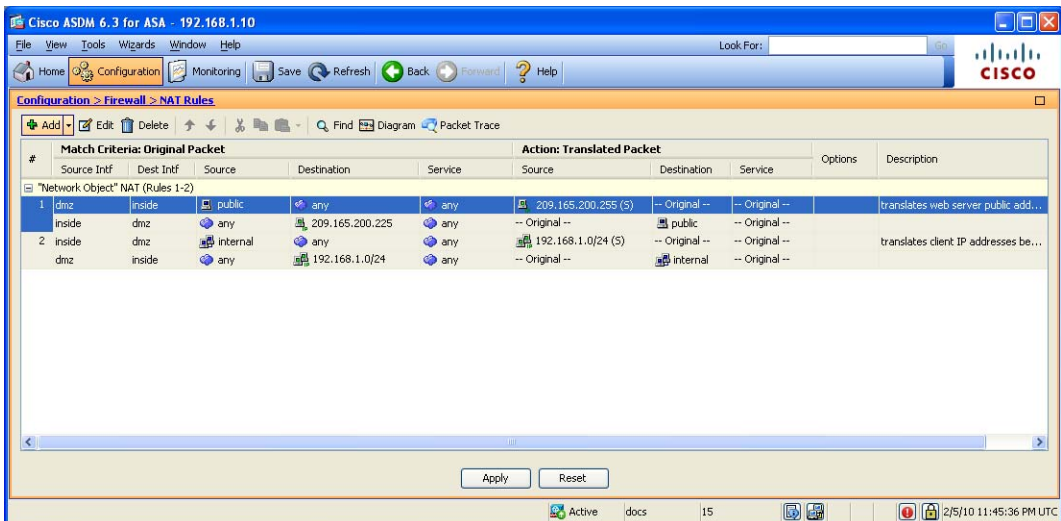 Cisco ASDM 6.3 for ASA - 192.168.1.10
File View Tools Wizards Window Help Look For: Go
Home Configuration Monitoring Save Refresh Back Forward Help
CISCO
Configuration > Firewall > NAT Rules
Add Edit Delete Find Diagram Packet Trace
# Match Criteria: Original Packet Action: Translated Packet Options Description
Source Intf Dest Intf Source Destination Service Source Destination Service
"Network Object" NAT (Rules 1-2)
1 dmz inside public any any 209.165.200.255 (S) -- Original -- -- Original -- translates web server public add...
inside dmz any 209.165.200.225 any -- Original -- public -- Original --
2 inside dmz internal any any 192.168.1.0/24 (S) -- Original -- -- Original -- translates client IP addresses be...
dmz inside any 192.168.1.0/24 any -- Original -- internal -- Original --
Apply Reset
Active docs 15 2/5/10 11:45:36 PM UTC